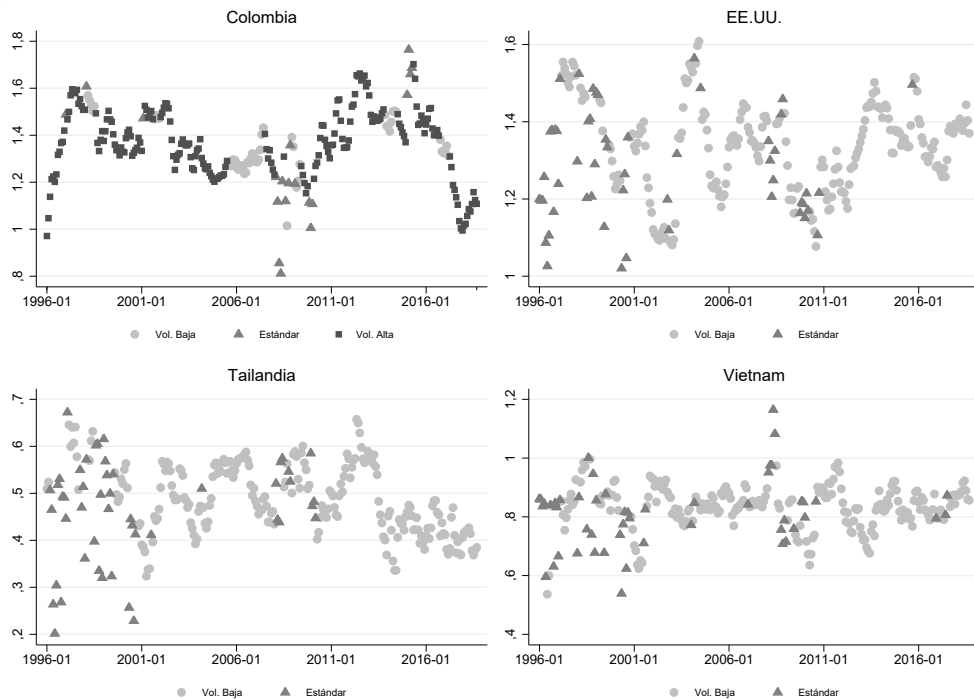 Colombia
1,8
1,6
1,4
1,2
1
,8
1996-01 2001-01 2006-01 2011-01 2016-01
Vol. Baja Estándar Vol. Alta
EE.UU.
1,6
1,4
1,2
1
1996-01 2001-01 2006-01 2011-01 2016-01
Vol. Baja Estándar
Tailandia
,7
,6
,5
,4
,3
,2
1996-01 2001-01 2006-01 2011-01 2016-01
Vol. Baja Estándar
Vietnam
1,2
1
,8
,6
,4
1996-01 2001-01 2006-01 2011-01 2016-01
Vol. Baja Estándar